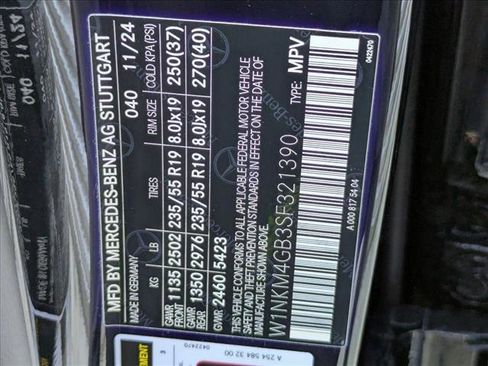 MFD BY MERCEDES-BENZ AG STUTTGART
MADE IN GERMANY 040 11/24
KG LB TIRES RIM SIZE COLD KPA(PSI)
GAWR FRONT 1135 2502 235/55 R19 8.0Jx19 250(37)
GAWR REAR 1350 2976 235/55 R19 8.0Jx19 270(40)
GVWR 2460 5423
THIS VEHICLE CONFORMS TO ALL APPLICABLE FEDERAL MOTOR VEHICLE
SAFETY AND THEFT PREVENTION STANDARDS IN EFFECT ON THE DATE OF
MANUFACTURE SHOWN ABOVE.
W1NKM4GB3SF321390 TYPE: MPV
A 000 817 54 04 0422470
A 254 584 32 00
0422470